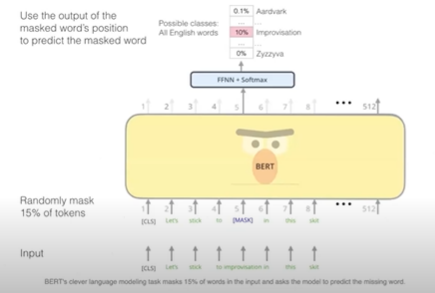 Use the output of the
masked word's position
to predict the masked word
Possible classes:
All English words
0.1% Aardvark
...
10% Improvisation
...
0% Zyzzyva
FFNN + Softmax
1 2 3 4 5 6 7 8 ... 512
BERT
Randomly mask
15% of tokens
1 2 3 4 5 6 7 8 ... 512
[CLS] Let's stick to [MASK] in this skit
Input
[CLS] Let's stick to improvisation in this skit
BERT's clever language modeling task masks 15% of words in the input and asks the model to predict the missing word.